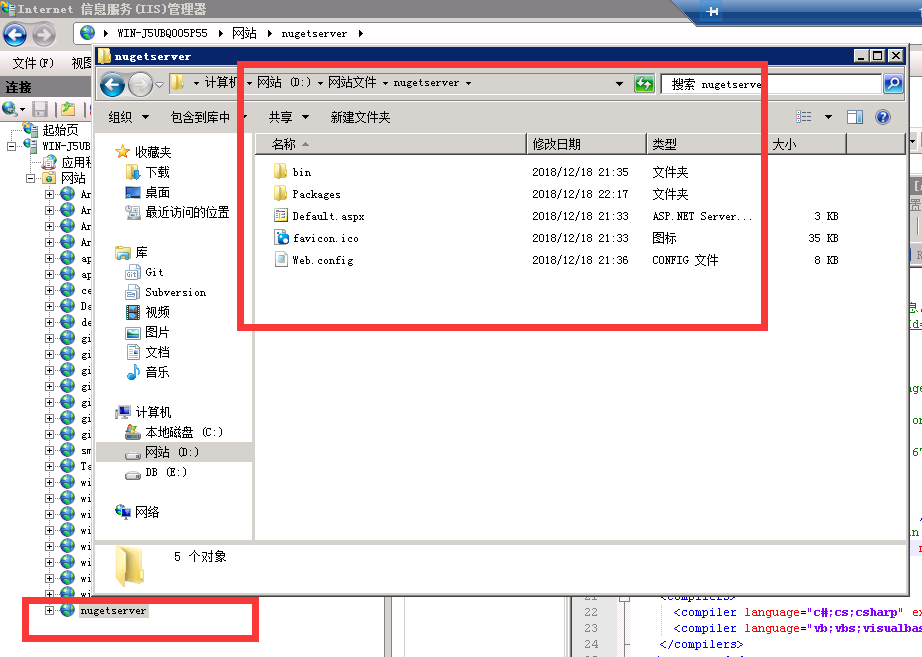 Internet 信息服务(IIS)管理器
WIN-J5UBQOO5P55 网站 nugetserver
文件(F) 视图
连接
起始页
WIN-J5UB
应用程
网站
Ar
Ar
Ar
Ar
ap
ap
ce
Da
de
gi
gi
gi
gi
gi
gi
gi
sm
Ta
wi
wi
wi
wi
wi
wi
wi
wi
nugetserver
nugetserver
计算机 网站 (D:) 网站文件 nugetserver
搜索 nugetserve
组织 包含到库中 共享 新建文件夹
收藏夹
下载
桌面
最近访问的位置
库
Git
Subversion
视频
图片
文档
音乐
计算机
本地磁盘 (C:)
网站 (D:)
DB (E:)
网络
名称 修改日期 类型 大小
bin 2018/12/18 21:35 文件夹
Packages 2018/12/18 22:17 文件夹
Default.aspx 2018/12/18 21:33 ASP.NET Server... 3 KB
favicon.ico 2018/12/18 21:33 图标 35 KB
Web.config 2018/12/18 21:36 CONFIG 文件 8 KB
5 个对象
21 <compilers>
22 <compiler language="c#;cs;csharp" ex
23 <compiler language="vb;vbs;visualbas
24 </compilers>